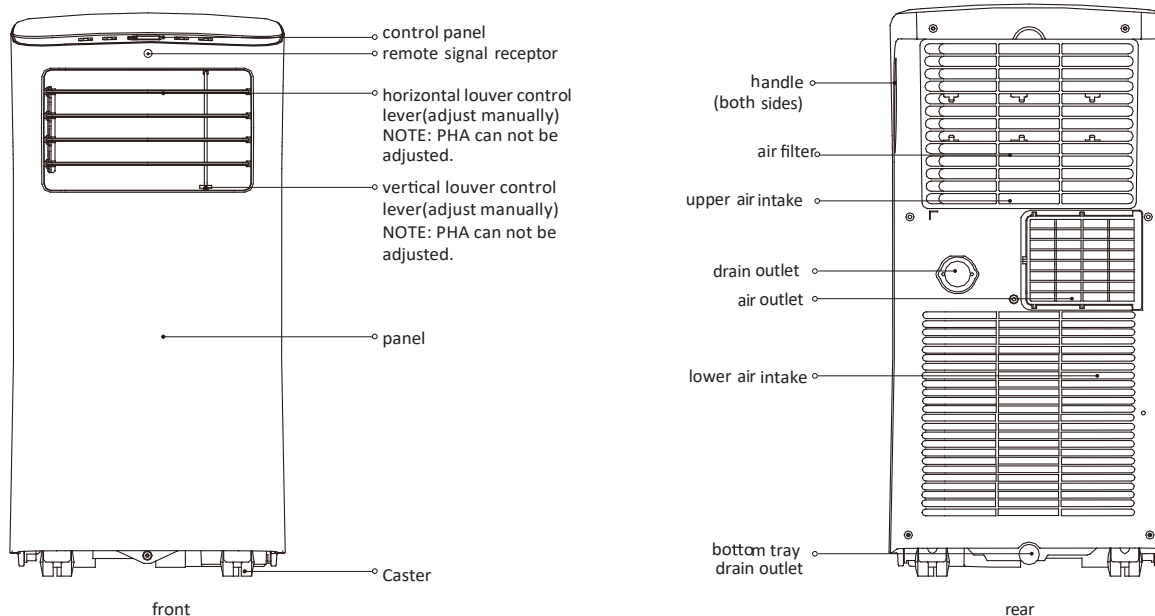 control panel
remote signal receptor
horizontal louver control
lever(adjust manually)
NOTE: PHA can not be
adjusted.
vertical louver control
lever(adjust manually)
NOTE: PHA can not be
adjusted.
panel
Caster
front
handle
(both sides)
air filter
upper air intake
drain outlet
air outlet
lower air intake
bottom tray
drain outlet
rear